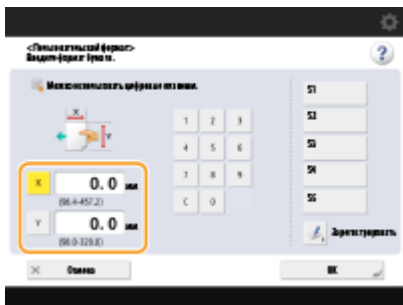 <Пользовательский формат>
Введите формат бумаги.
Можно использовать цифровые клавиши.
X
Y
1 2 3
4 5 6
7 8 9
C 0
X 0.0 мм
(98.4-457.2)
Y 0.0 мм
(98.0-320.0)
S1
S2
S3
S4
S5
Зарегистрировать
Отмена
OK